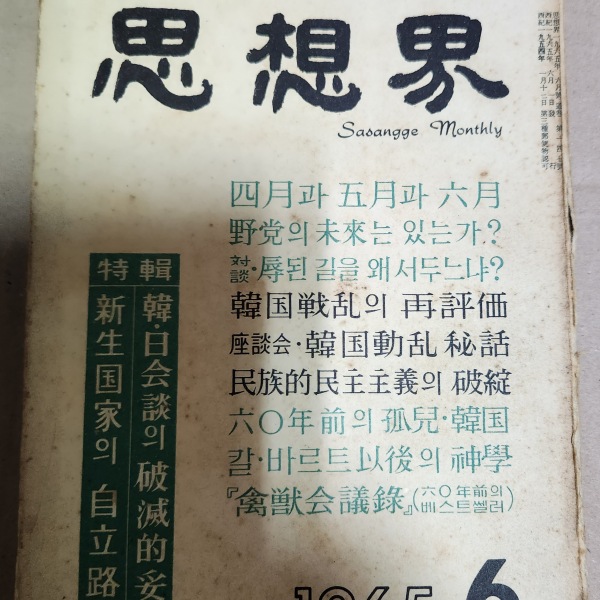 思想界
Sasangge Monthly
四月과 五月과 六月
野党의 未來는 있는가?
対談·辱된 길을 왜 서두느냐?
韓国戦乱의 再評価
座談会·韓国動乱 秘話
民族的民主主義의 破綻
六〇年前의 孤兒·韓国
칼·바르트以後의 神學
『禽獣会議錄』(六〇年前의 베스트쎌러)
特輯
韓·日会談의 破滅的妥
新生国家의 自立路
1965 6